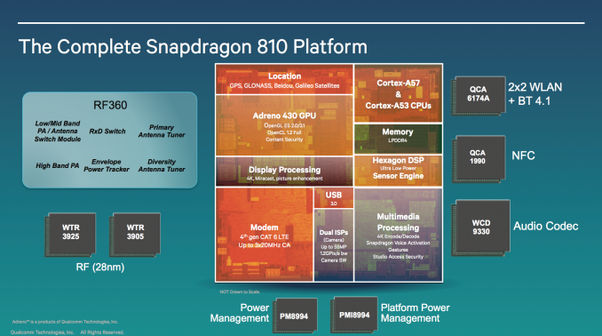 The Complete Snapdragon 810 Platform
RF360
Low/Mid Band
PA / Antenna
Switch Module
RxD Switch
Primary
Antenna Tuner
High Band PA
Envelope
Power Tracker
Diversity
Antenna Tuner
WTR
3925
WTR
3905
RF (28nm)
Location
GPS, GLONASS, Beidou, Galileo Satellites
Adreno 430 GPU
OpenGL ES 2.0/3.1
OpenCL 1.2 Full
Content Security
Display Processing
4K, Miracast, picture enhancement
Modem
4th gen CAT 6 LTE
Up to 3x20MHz CA
USB
3.0
Dual ISPs
(Camera)
Up to 55MP
1.2GPix/s bw
Camera SW
Cortex-A57
&
Cortex-A53 CPUs
Memory
LPDDR4
Hexagon DSP
Ultra Low Power
Sensor Engine
Multimedia
Processing
4K Encode/Decode
Snapdragon Voice Activation
Gestures
Studio Access Security
QCA
6174A
2x2 WLAN
+ BT 4.1
QCA
1990
NFC
WCD
9330
Audio Codec
*NOT Drawn to Scale.
Power
Management
PM8994
PMI8994
Platform Power
Management
Adreno™ is a products of Qualcomm Technologies, Inc.
Qualcomm Technologies, Inc. All Rights Reserved.